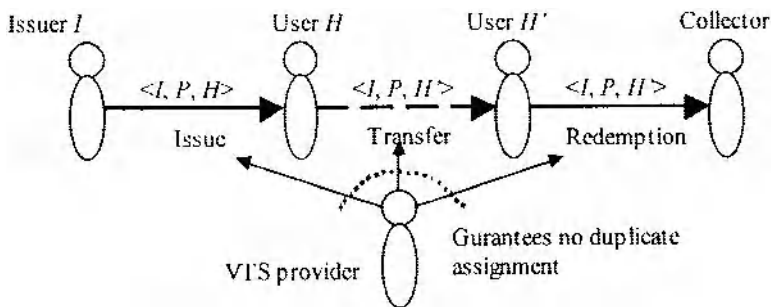 Issuer I
User H
User H'
Collector
<I, P, H>
<I, P, H'>
<I, P, H'>
Issue
Transfer
Redemption
VTS provider
Gurantees no duplicate
assignment